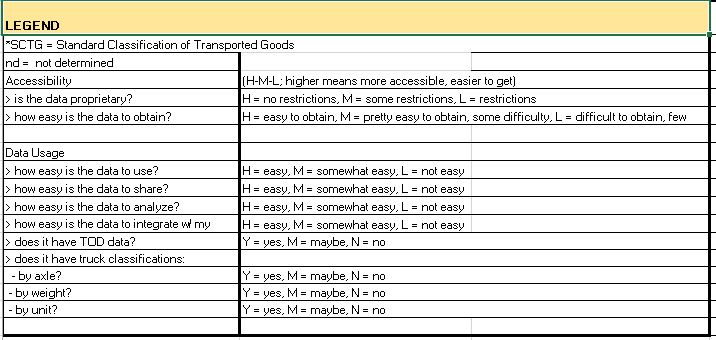 LEGEND
*SCTG = Standard Classification of Transported Goods
nd = not determined
Accessibility (H-M-L; higher means more accessible, easier to get)
> is the data proprietary? H = no restrictions, M = some restrictions, L = restrictions
> how easy is the data to obtain? H = easy to obtain, M = pretty easy to obtain, some difficulty, L = difficult to obtain, few
Data Usage
> how easy is the data to use? H = easy, M = somewhat easy, L = not easy
> how easy is the data to share? H = easy, M = somewhat easy, L = not easy
> how easy is the data to analyze? H = easy, M = somewhat easy, L = not easy
> how easy is the data to integrate w/ my H = easy, M = somewhat easy, L = not easy
> does it have TOD data? Y = yes, M = maybe, N = no
> does it have truck classifications:
- by axle? Y = yes, M = maybe, N = no
- by weight? Y = yes, M = maybe, N = no
- by unit? Y = yes, M = maybe, N = no